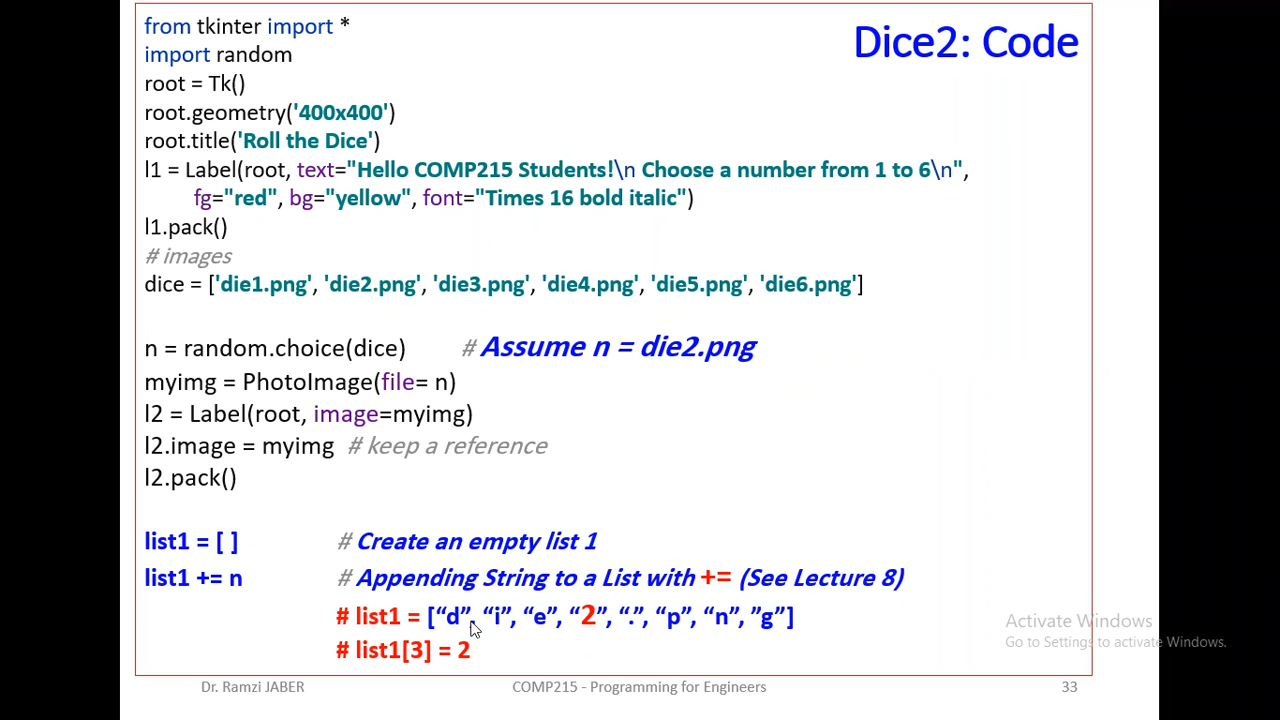 from tkinter import *
Dice2: Code
import random
root = Tk()
root.geometry('400x400')
root.title('Roll the Dice')
l1 = Label(root, text="Hello COMP215 Students!\n Choose a number from 1 to 6\n",
fg="red", bg="yellow", font="Times 16 bold italic")
l1.pack()
# images
dice = ['die1.png', 'die2.png', 'die3.png', 'die4.png', 'die5.png', 'die6.png']
n = random.choice(dice) # Assume n = die2.png
myimg = PhotoImage(file= n)
l2 = Label(root, image=myimg)
l2.image = myimg # keep a reference
l2.pack()
list1 = [ ] # Create an empty list 1
list1 += n # Appending String to a List with += (See Lecture 8)
# list1 = [“d”, “i”, “e”, “2”, “.”, “p”, “n”, ”g”]
# list1[3] = 2
Activate Windows
Go to Settings to activate Windows.
Dr. Ramzi JABER COMP215 - Programming for Engineers 33